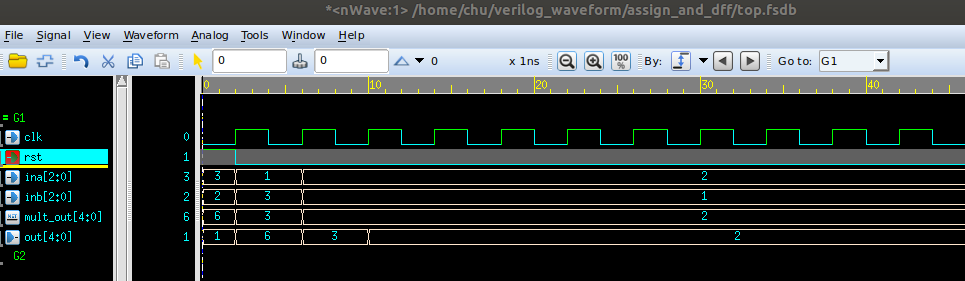 *<nWave:1> /home/chu/verilog_waveform/assign_and_dff/top.fsdb
File Signal View Waveform Analog Tools Window Help
0 0 0 x 1ns 100 % By: Go to: G1
0 10 20 30 40
= G1
clk 0
rst 1
ina[2:0] 3 3 1 2
inb[2:0] 2 2 3 1
mult_out[4:0] 6 6 3 2
out[4:0] 1 1 6 3 2
G2